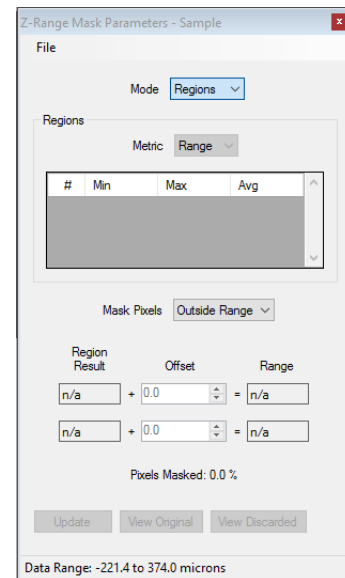 Z-Range Mask Parameters - Sample
File
Mode Regions
Regions
Metric Range
# Min Max Avg
Mask Pixels Outside Range
Region
Result Offset Range
n/a + 0.0 = n/a
n/a + 0.0 = n/a
Pixels Masked: 0.0 %
Update View Original View Discarded
Data Range: -221.4 to 374.0 microns